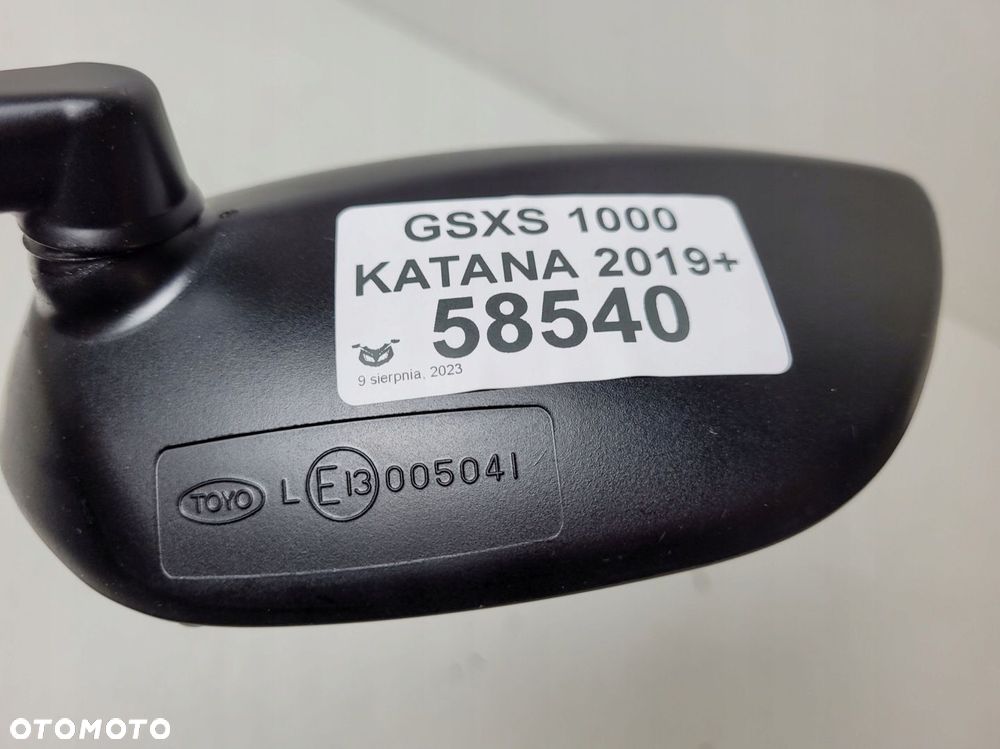 GSXS 1000
KATANA 2019+
58540
9 sierpnia, 2023
TOYO L E13 005041
OTOMOTO